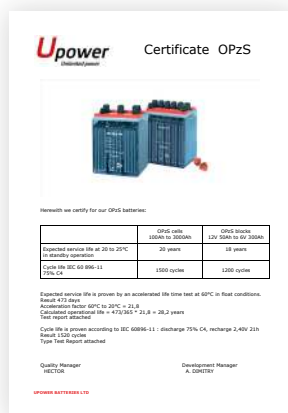 Upower
Unlimited power
Certificate OPzS
Herewith we certify for our OPzS batteries:
OPzS cells
100Ah to 3000Ah
OPzS blocks
12V 50Ah to 6V 300Ah
Expected service life at 20 to 25°C
in standby operation
20 years
18 years
Cycle life IEC 60 896-11
75% C4
1500 cycles
1200 cycles
Expected service life is proven by an accelerated life time test at 60°C in float conditions.
Result 473 days
Acceleration factor 60°C to 20°C = 21,8
Calculated operational life = 473/365 * 21,8 = 28,2 years
Test report attached
Cycle life is proven according to IEC 60896-11 : discharge 75% C4, recharge 2,40V 21h
Result 1520 cycles
Type Test Report attached
Quality Manager
HECTOR
Development Manager
A. DIMITRY
UPOWER BATTERIES LTD